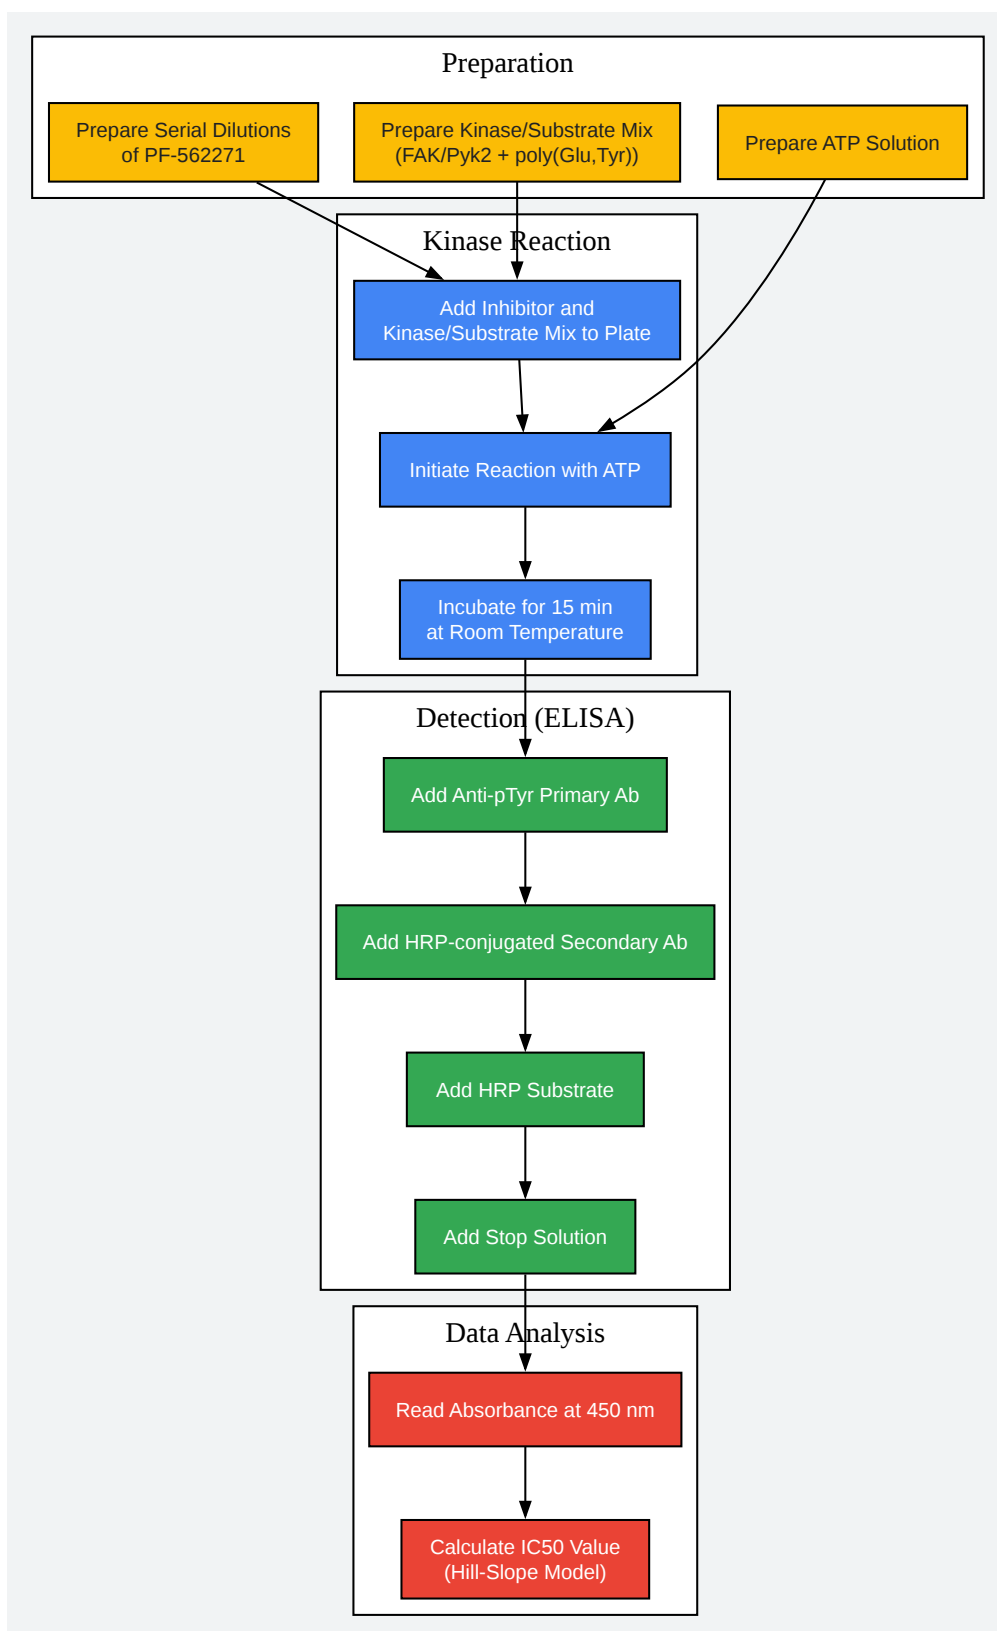 Preparation
Prepare Serial Dilutions
of PF-562271
Prepare Kinase/Substrate Mix
(FAK/Pyk2 + poly(Glu,Tyr))
Prepare ATP Solution
Kinase Reaction
Add Inhibitor and
Kinase/Substrate Mix to Plate
Initiate Reaction with ATP
Incubate for 15 min
at Room Temperature
Detection (ELISA)
Add Anti-pTyr Primary Ab
Add HRP-conjugated Secondary Ab
Add HRP Substrate
Add Stop Solution
Data Analysis
Read Absorbance at 450 nm
Calculate IC50 Value
(Hill-Slope Model)